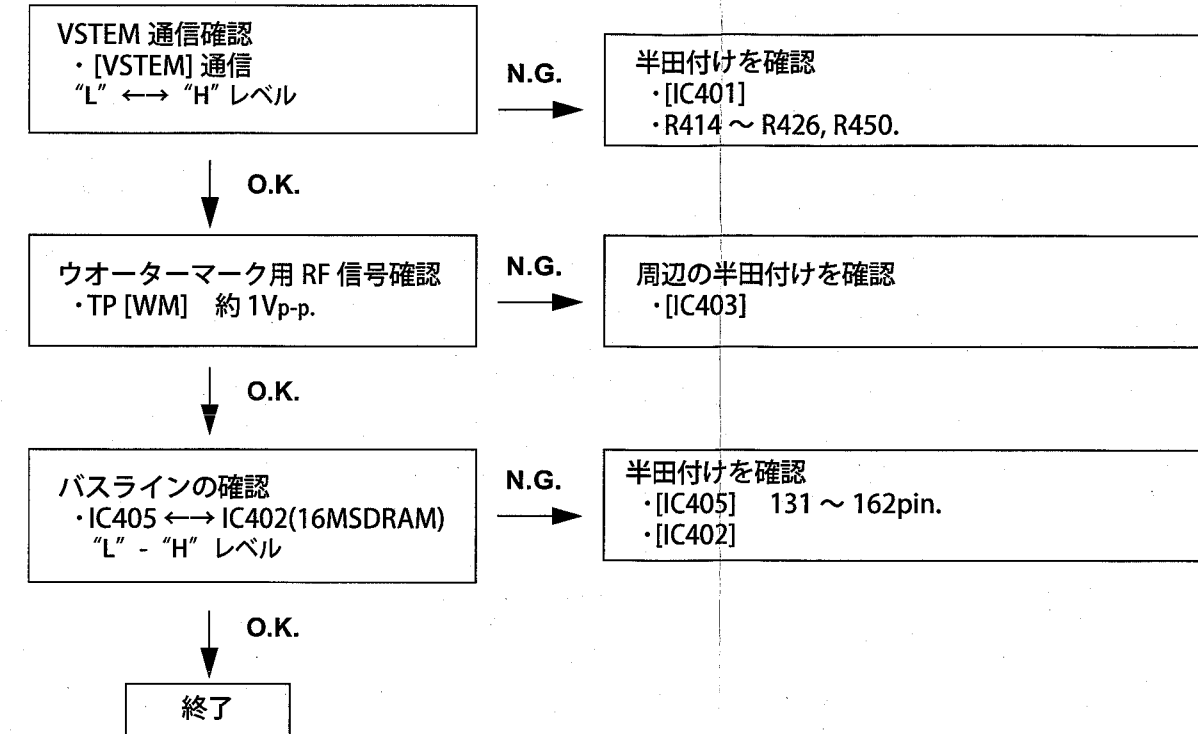 VSTEM 通信確認
・[VSTEM] 通信
“L” ←→ “H” レベル
N.G.
半田付けを確認
・[IC401]
・R414 ~ R426, R450.
O.K.
ウオーターマーク用 RF 信号確認
・TP [WM] 約 1Vp-p.
N.G.
周辺の半田付けを確認
・[IC403]
O.K.
バスラインの確認
・IC405 ←→ IC402(16MSDRAM)
“L” - “H” レベル
N.G.
半田付けを確認
・[IC405] 131 ~ 162pin.
・[IC402]
O.K.
終了